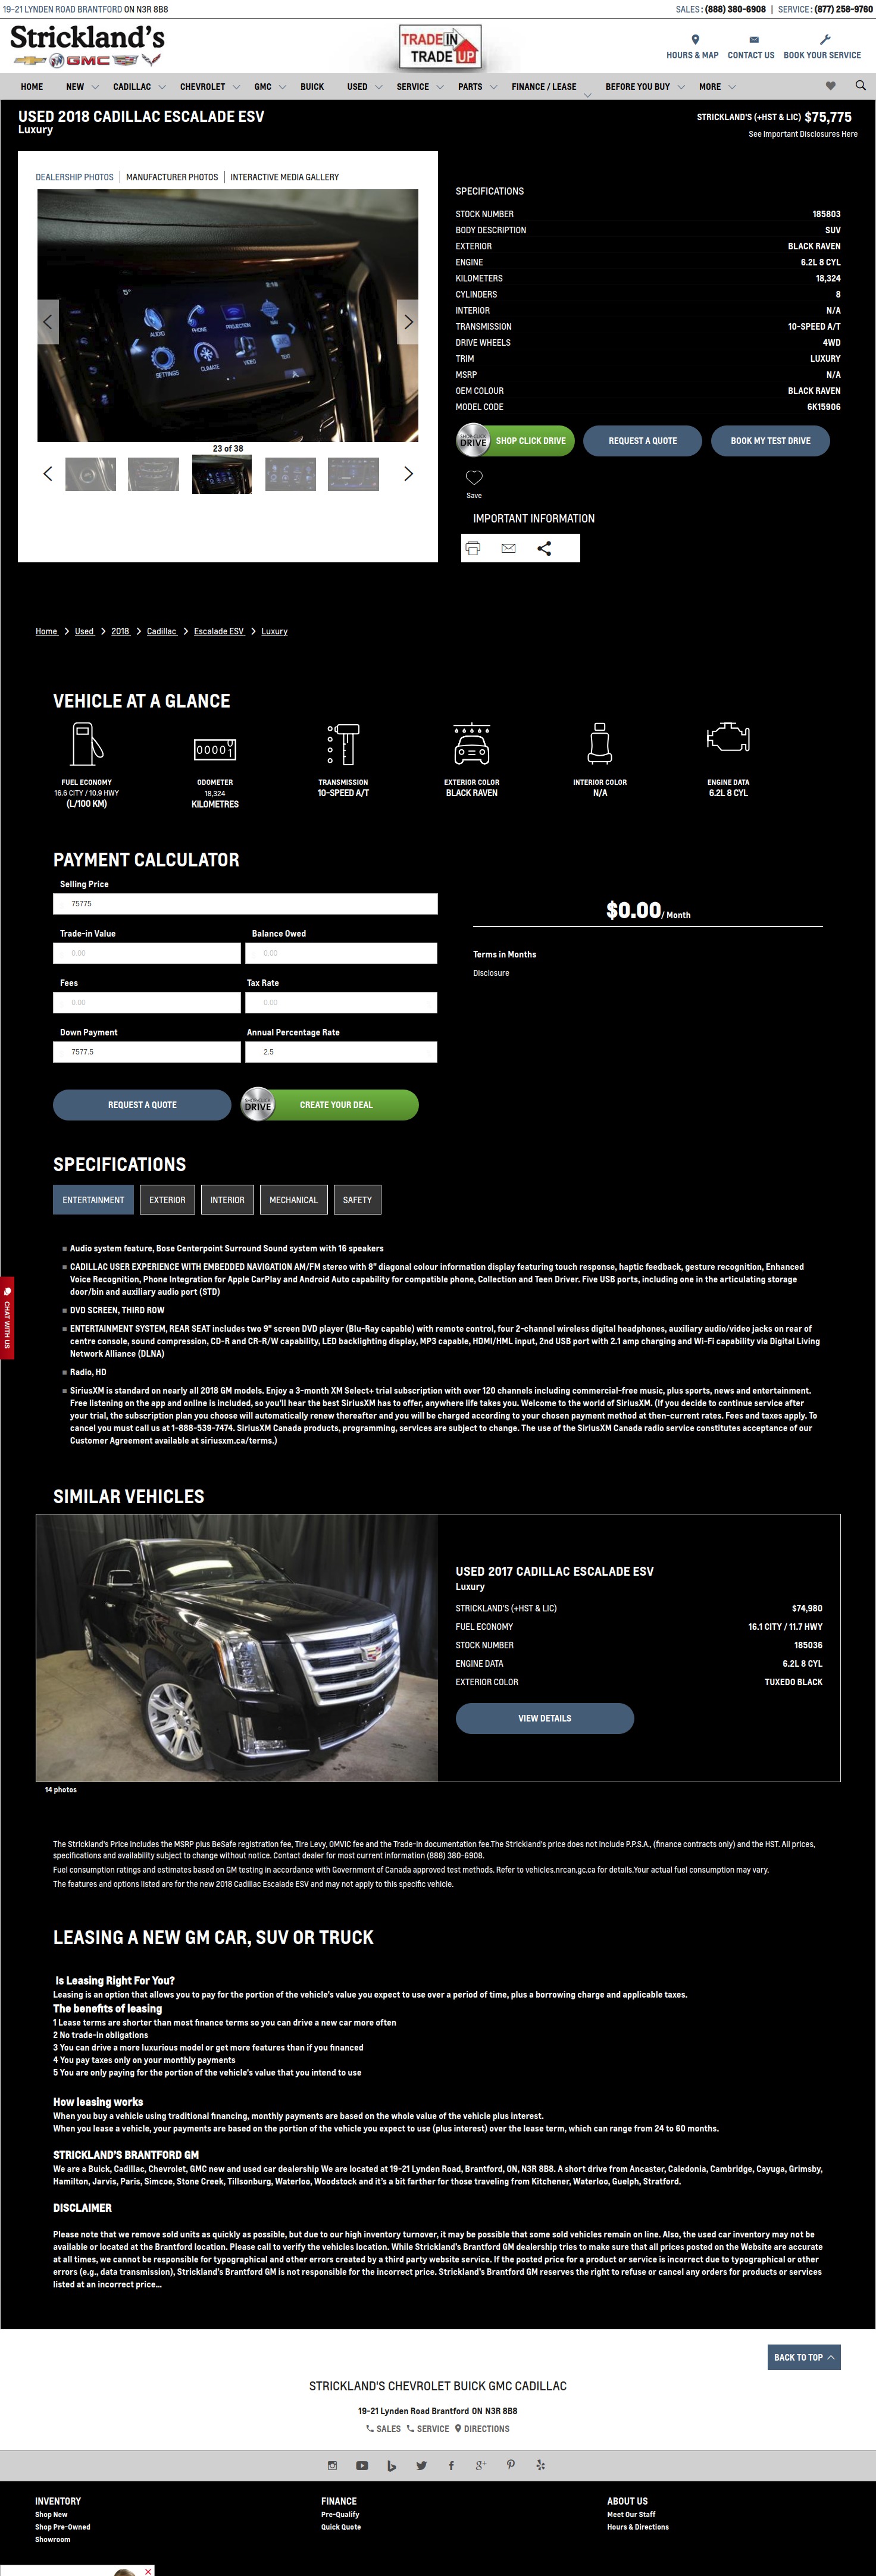 19-21 LYNDEN ROAD BRANTFORD ON N3R 8B8
SALES : (888) 380-6908 | SERVICE : (877) 258-9760
Strickland's
GMC
TRADE IN
TRADE UP
HOURS & MAP
CONTACT US
BOOK YOUR SERVICE
HOME
NEW
CADILLAC
CHEVROLET
GMC
BUICK
USED
SERVICE
PARTS
FINANCE / LEASE
BEFORE YOU BUY
MORE
USED 2018 CADILLAC ESCALADE ESV
Luxury
STRICKLAND'S (+HST & LIC) $75,775
See Important Disclosures Here
DEALERSHIP PHOTOS
MANUFACTURER PHOTOS
INTERACTIVE MEDIA GALLERY
5°
3:18
AUDIO
PHONE
PROJECTION
NAV
SETTINGS
CLIMATE
VIDEO
TEXT
23 of 38
SPECIFICATIONS
STOCK NUMBER 185803
BODY DESCRIPTION SUV
EXTERIOR BLACK RAVEN
ENGINE 6.2L 8 CYL
KILOMETERS 18,324
CYLINDERS 8
INTERIOR N/A
TRANSMISSION 10-SPEED A/T
DRIVE WHEELS 4WD
TRIM LUXURY
MSRP N/A
OEM COLOUR BLACK RAVEN
MODEL CODE 6K15906
SHOP·CLICK DRIVE
SHOP CLICK DRIVE
REQUEST A QUOTE
BOOK MY TEST DRIVE
Save
IMPORTANT INFORMATION
Home > Used > 2018 > Cadillac > Escalade ESV > Luxury
VEHICLE AT A GLANCE
FUEL ECONOMY
16.6 CITY / 10.9 HWY
(L/100 KM)
ODOMETER
18,324
KILOMETRES
TRANSMISSION
10-SPEED A/T
EXTERIOR COLOR
BLACK RAVEN
INTERIOR COLOR
N/A
ENGINE DATA
6.2L 8 CYL
PAYMENT CALCULATOR
Selling Price
75775
Trade-in Value
0.00
Balance Owed
0.00
Fees
0.00
Tax Rate
0.00
Down Payment
7577.5
Annual Percentage Rate
2.5
$0.00/ Month
Terms in Months
Disclosure
REQUEST A QUOTE
SHOP·CLICK DRIVE
CREATE YOUR DEAL
SPECIFICATIONS
ENTERTAINMENT
EXTERIOR
INTERIOR
MECHANICAL
SAFETY
CHAT WITH US
Audio system feature, Bose Centerpoint Surround Sound system with 16 speakers
CADILLAC USER EXPERIENCE WITH EMBEDDED NAVIGATION AM/FM stereo with 8" diagonal colour information display featuring touch response, haptic feedback, gesture recognition, Enhanced
Voice Recognition, Phone Integration for Apple CarPlay and Android Auto capability for compatible phone, Collection and Teen Driver. Five USB ports, including one in the articulating storage
door/bin and auxiliary audio port (STD)
DVD SCREEN, THIRD ROW
ENTERTAINMENT SYSTEM, REAR SEAT includes two 9" screen DVD player (Blu-Ray capable) with remote control, four 2-channel wireless digital headphones, auxiliary audio/video jacks on rear of
centre console, sound compression, CD-R and CR-R/W capability, LED backlighting display, MP3 capable, HDMI/HML input, 2nd USB port with 2.1 amp charging and Wi-Fi capability via Digital Living
Network Alliance (DLNA)
Radio, HD
SiriusXM is standard on nearly all 2018 GM models. Enjoy a 3-month XM Select+ trial subscription with over 120 channels including commercial-free music, plus sports, news and entertainment.
Free listening on the app and online is included, so you'll hear the best SiriusXM has to offer, anywhere life takes you. Welcome to the world of SiriusXM. (If you decide to continue service after
your trial, the subscription plan you choose will automatically renew thereafter and you will be charged according to your chosen payment method at then-current rates. Fees and taxes apply. To
cancel you must call us at 1-888-539-7474. SiriusXM Canada products, programming, services are subject to change. The use of the SiriusXM Canada radio service constitutes acceptance of our
Customer Agreement available at siriusxm.ca/terms.)
SIMILAR VEHICLES
USED 2017 CADILLAC ESCALADE ESV
Luxury
STRICKLAND'S (+HST & LIC) $74,980
FUEL ECONOMY 16.1 CITY / 11.7 HWY
STOCK NUMBER 185036
ENGINE DATA 6.2L 8 CYL
EXTERIOR COLOR TUXEDO BLACK
VIEW DETAILS
14 photos
The Strickland's Price includes the MSRP plus BeSafe registration fee, Tire Levy, OMVIC fee and the Trade-in documentation fee.The Strickland's price does not include P.P.S.A., (finance contracts only) and the HST. All prices,
specifications and availability subject to change without notice. Contact dealer for most current information (888) 380-6908.
Fuel consumption ratings and estimates based on GM testing in accordance with Government of Canada approved test methods. Refer to vehicles.nrcan.gc.ca for details.Your actual fuel consumption may vary.
The features and options listed are for the new 2018 Cadillac Escalade ESV and may not apply to this specific vehicle.
LEASING A NEW GM CAR, SUV OR TRUCK
Is Leasing Right For You?
Leasing is an option that allows you to pay for the portion of the vehicle's value you expect to use over a period of time, plus a borrowing charge and applicable taxes.
The benefits of leasing
1 Lease terms are shorter than most finance terms so you can drive a new car more often
2 No trade-in obligations
3 You can drive a more luxurious model or get more features than if you financed
4 You pay taxes only on your monthly payments
5 You are only paying for the portion of the vehicle's value that you intend to use
How leasing works
When you buy a vehicle using traditional financing, monthly payments are based on the whole value of the vehicle plus interest.
When you lease a vehicle, your payments are based on the portion of the vehicle you expect to use (plus interest) over the lease term, which can range from 24 to 60 months.
STRICKLAND'S BRANTFORD GM
We are a Buick, Cadillac, Chevrolet, GMC new and used car dealership We are located at 19-21 Lynden Road, Brantford, ON, N3R 8B8. A short drive from Ancaster, Caledonia, Cambridge, Cayuga, Grimsby,
Hamilton, Jarvis, Paris, Simcoe, Stone Creek, Tillsonburg, Waterloo, Woodstock and it's a bit farther for those traveling from Kitchener, Waterloo, Guelph, Stratford.
DISCLAIMER
Please note that we remove sold units as quickly as possible, but due to our high inventory turnover, it may be possible that some sold vehicles remain on line. Also, the used car inventory may not be
available or located at the Brantford location. Please call to verify the vehicles location. While Strickland's Brantford GM dealership tries to make sure that all prices posted on the Website are accurate
at all times, we cannot be responsible for typographical and other errors created by a third party website service. If the posted price for a product or service is incorrect due to typographical or other
errors (e.g., data transmission), Strickland's Brantford GM is not responsible for the incorrect price. Strickland's Brantford GM reserves the right to refuse or cancel any orders for products or services
listed at an incorrect price...
BACK TO TOP
STRICKLAND'S CHEVROLET BUICK GMC CADILLAC
19-21 Lynden Road Brantford ON N3R 8B8
SALES SERVICE DIRECTIONS
INVENTORY
Shop New
Shop Pre-Owned
Showroom
FINANCE
Pre-Qualify
Quick Quote
ABOUT US
Meet Our Staff
Hours & Directions